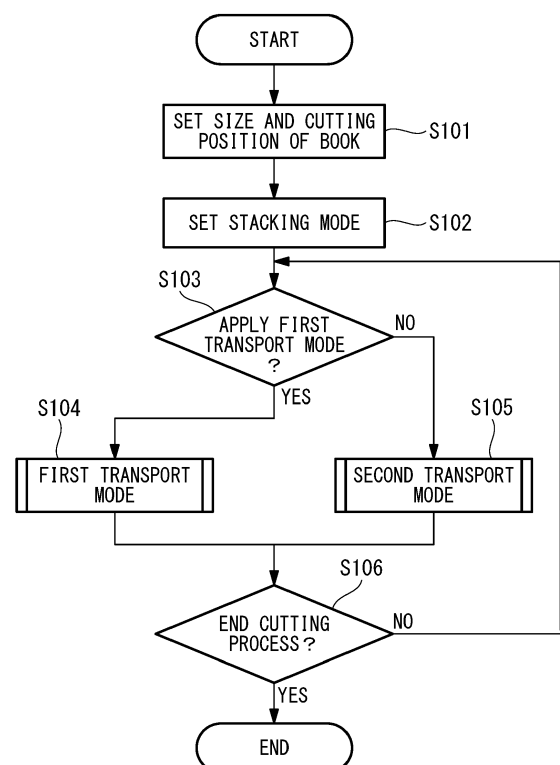 START
SET SIZE AND CUTTING
POSITION OF BOOK
S101
SET STACKING MODE
S102
S103
APPLY FIRST
TRANSPORT MODE
?
NO
YES
S104
S105
FIRST TRANSPORT
MODE
SECOND TRANSPORT
MODE
S106
END CUTTING
PROCESS?
NO
YES
END